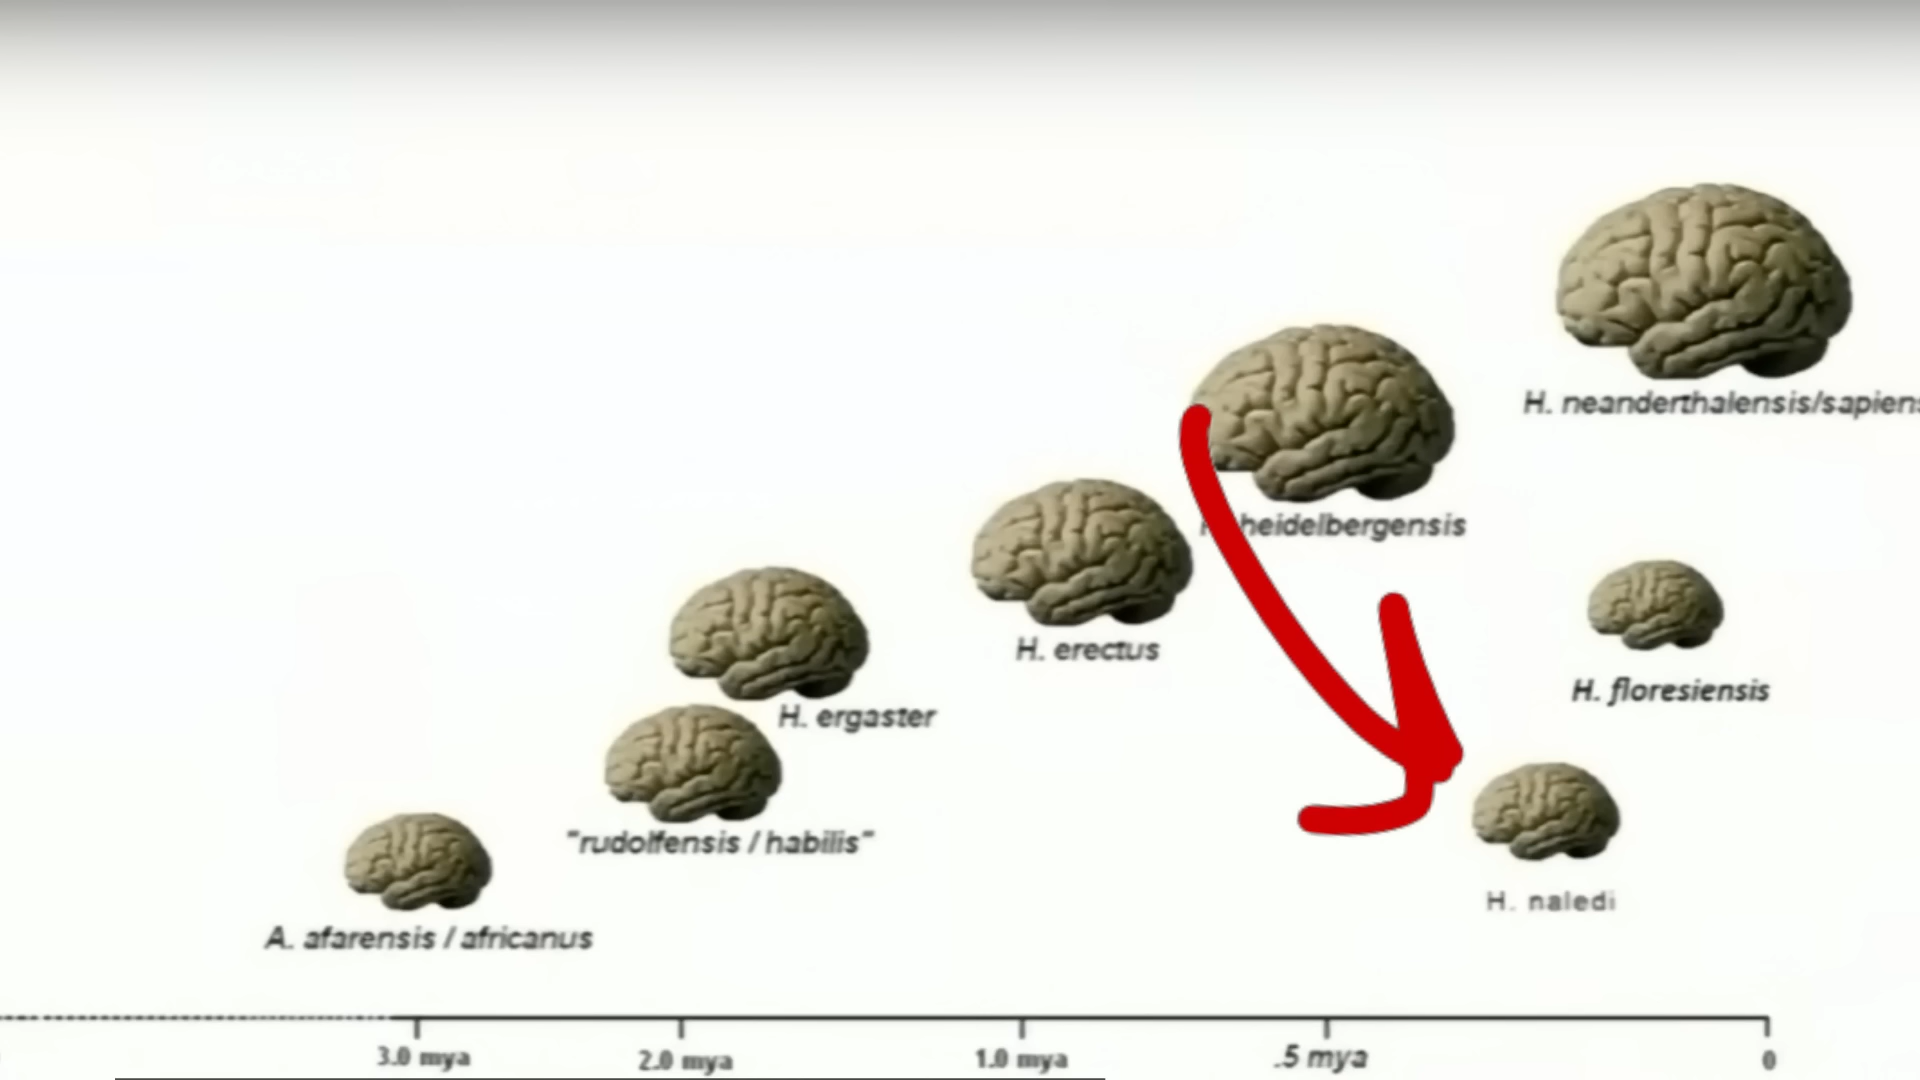 H. neanderthalensis/sapiens
heidelbergensis
H. erectus
H. floresiensis
H. ergaster
"rudolfensis / habilis"
H. naledi
A. afarensis / africanus
3.0 mya
2.0 mya
1.0 mya
.5 mya
0